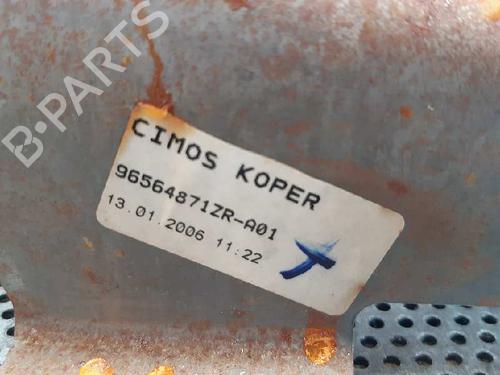 B-PARTS
CIMOS KOPER
96564871ZR-A01
13.01.2006 11:22